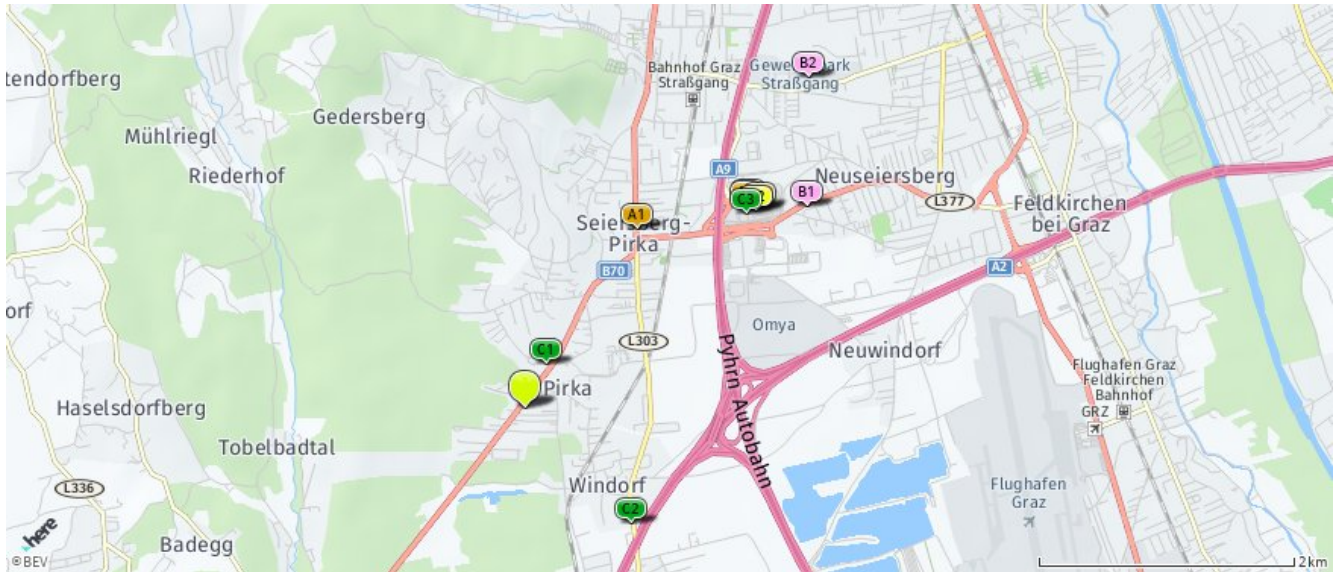 tendorfberg
Bahnhof Graz
Straßgang
B2
Straßgang
Gedersberg
Mühlriegl
Riederhof
A9
Neuseiersberg
B1
C3
L377
A1
Seiersberg-
Pirka
Feldkirchen
bei Graz
B70
A2
orf
Omya
L303
C1
Neuwindorf
Pyhrn Autobahn
Pirka
Flughafen Graz
Feldkirchen
Bahnhof
GRZ
Haselsdorfberg
Tobelbadtal
L336
Windorf
C2
Flughafen
Graz
here
Badegg
©BEV
2km